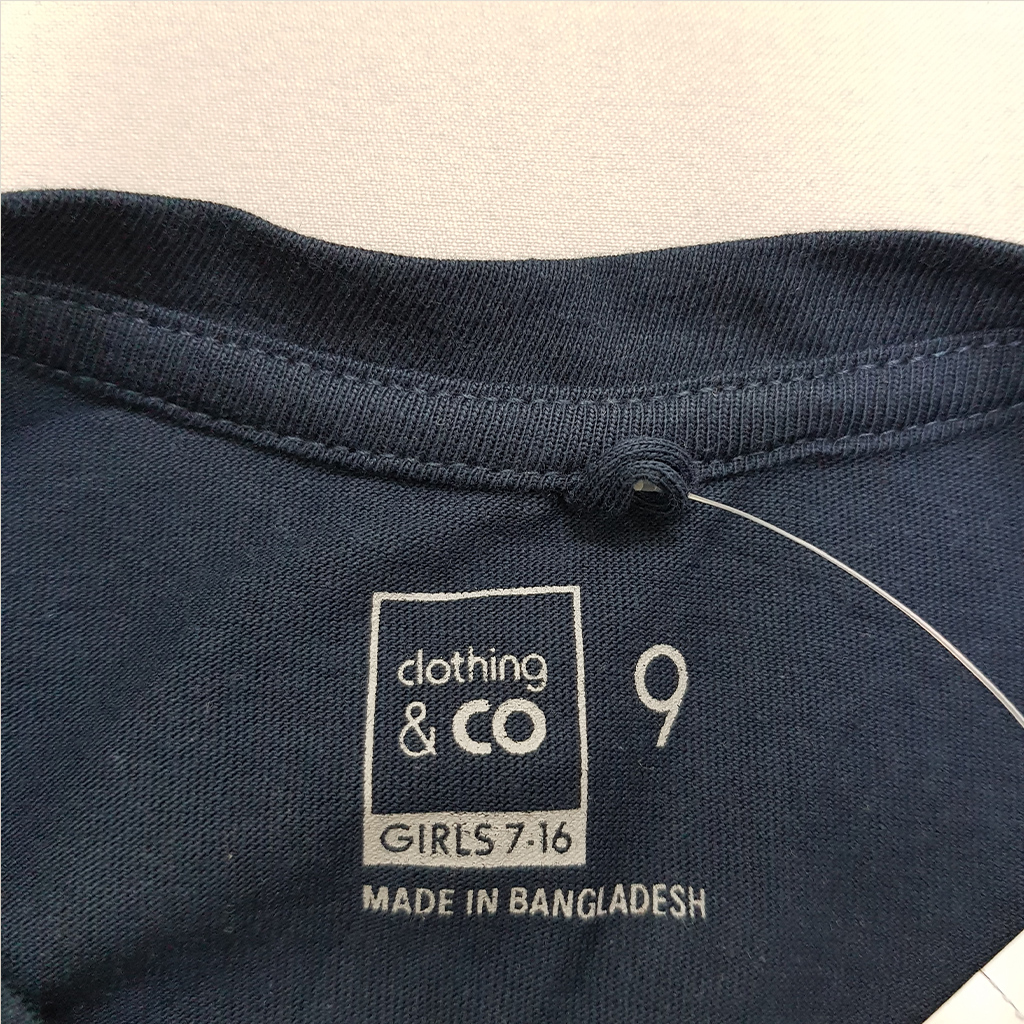 clothing
& CO
9
GIRLS 7-16
MADE IN BANGLADESH